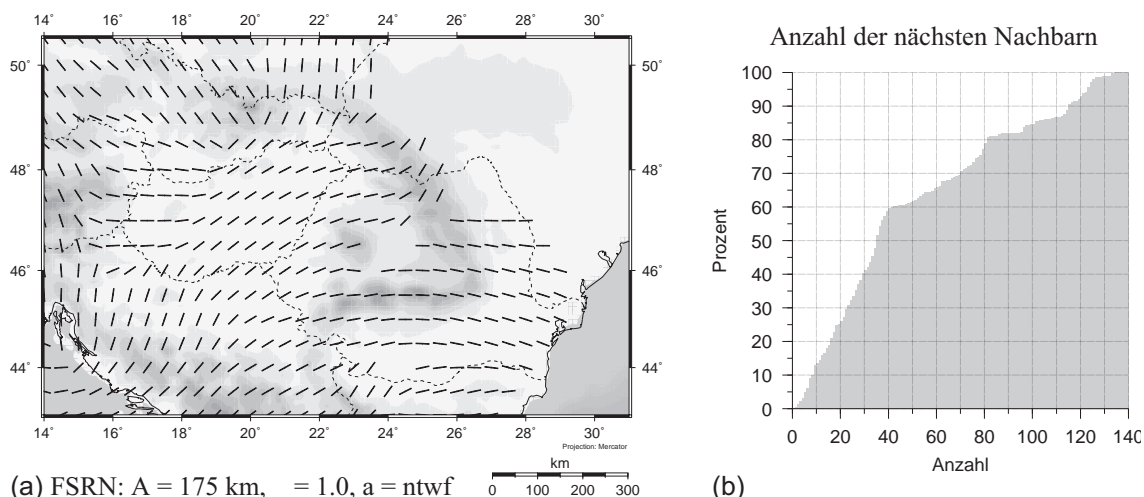 14° 16° 18° 20° 22° 24° 26° 28° 30°
50° 50°
48° 48°
46° 46°
44° 44°
14° 16° 18° 20° 22° 24° 26° 28° 30°
Projection: Mercator
km
0 100 200 300
(a) FSRN: A = 175 km, = 1.0, a = ntwf
Anzahl der nächsten Nachbarn
Prozent
100
90
80
70
60
50
40
30
20
10
0
0 20 40 60 80 100 120 140
Anzahl
(b)